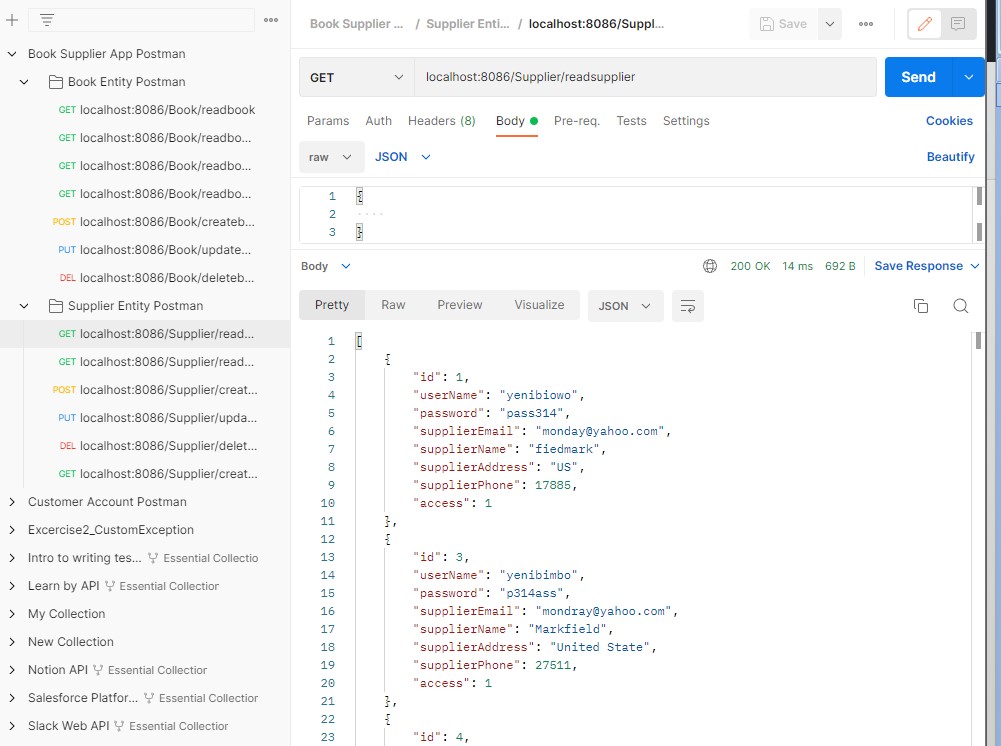 Book Supplier App Postman
Book Entity Postman
GET localhost:8086/Book/readbook
GET localhost:8086/Book/readbo...
GET localhost:8086/Book/readbo...
GET localhost:8086/Book/readbo...
POST localhost:8086/Book/createb...
PUT localhost:8086/Book/update...
DEL localhost:8086/Book/deleteb...
Supplier Entity Postman
GET localhost:8086/Supplier/read...
GET localhost:8086/Supplier/read...
POST localhost:8086/Supplier/creat...
PUT localhost:8086/Supplier/upda...
DEL localhost:8086/Supplier/delet...
GET localhost:8086/Supplier/creat...
Customer Account Postman
Excercise2_CustomException
Intro to writing tes... Essential Collectio
Learn by API Essential Collection
My Collection
New Collection
Notion API Essential Collection
Salesforce Platfor... Essential Collection
Slack Web API Essential Collection
Book Supplier ... / Supplier Enti... / localhost:8086/Suppl...
Save
GET localhost:8086/Supplier/readsupplier
Send
Params Auth Headers (8) Body Pre-req. Tests Settings
Cookies
raw JSON
Beautify
1 {
2 ....
3 }
Body
200 OK 14 ms 692 B Save Response
Pretty Raw Preview Visualize JSON
1 [
2 {
3 "id": 1,
4 "userName": "yenibiowo",
5 "password": "pass314",
6 "supplierEmail": "monday@yahoo.com",
7 "supplierName": "fiedmark",
8 "supplierAddress": "US",
9 "supplierPhone": 17885,
10 "access": 1
11 },
12 {
13 "id": 3,
14 "userName": "yenibimbo",
15 "password": "p314ass",
16 "supplierEmail": "mondray@yahoo.com",
17 "supplierName": "Markfield",
18 "supplierAddress": "United State",
19 "supplierPhone": 27511,
20 "access": 1
21 },
22 {
23 "id": 4,